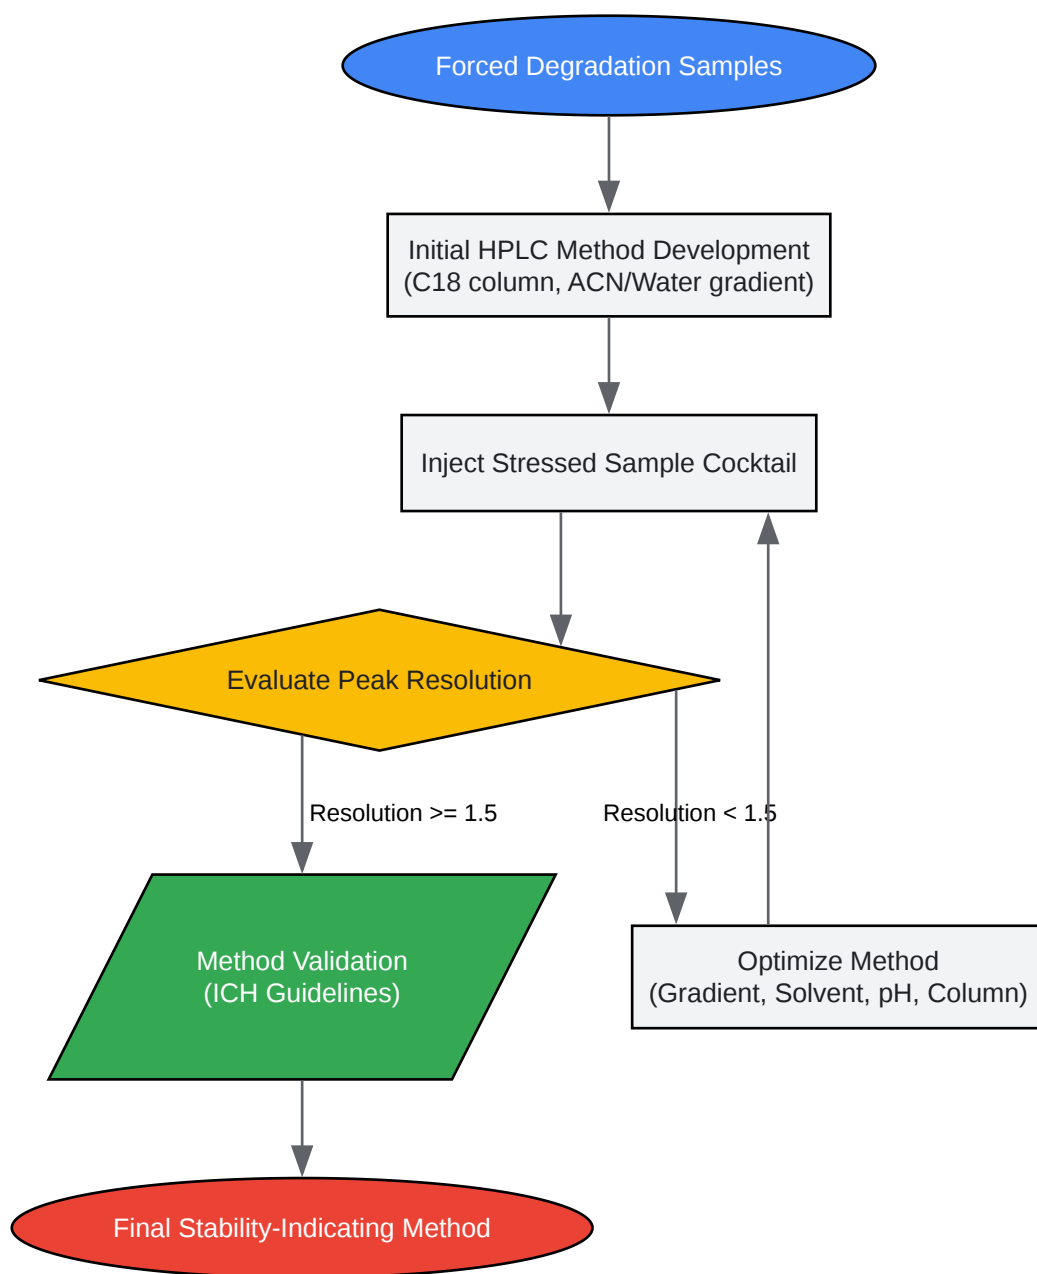 Forced Degradation Samples
Initial HPLC Method Development
(C18 column, ACN/Water gradient)
Inject Stressed Sample Cocktail
Evaluate Peak Resolution
Resolution >= 1.5
Resolution < 1.5
Method Validation
(ICH Guidelines)
Optimize Method
(Gradient, Solvent, pH, Column)
Final Stability-Indicating Method